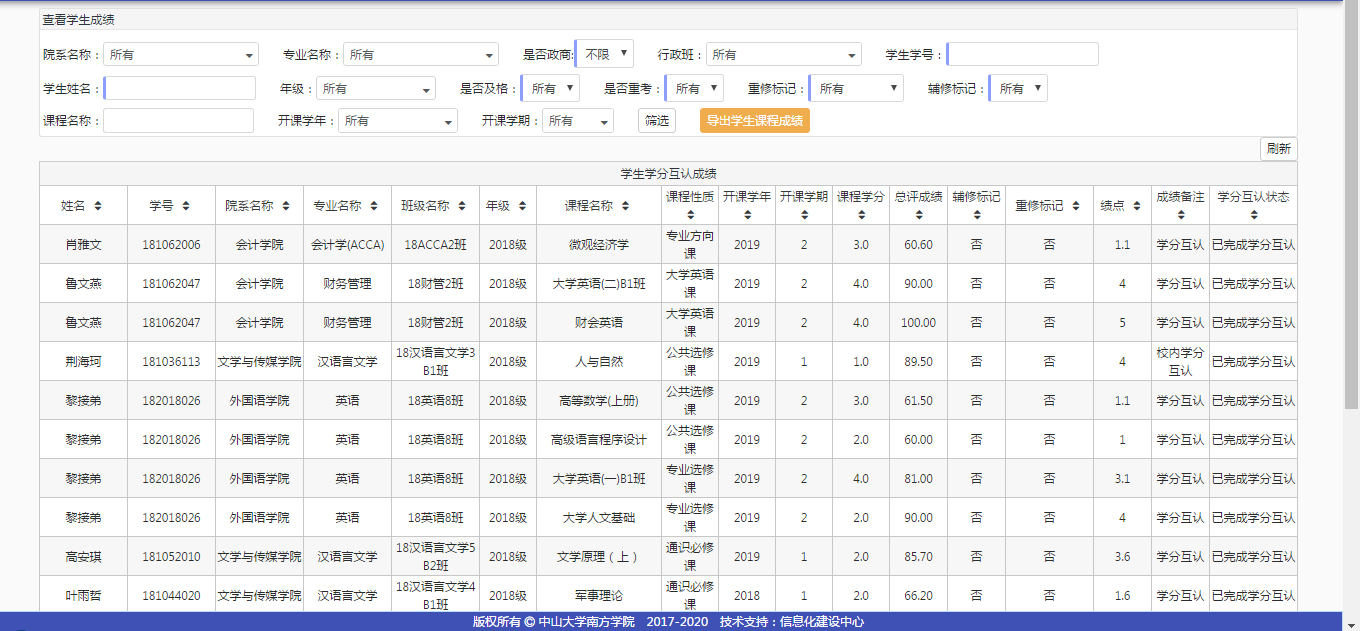 查看学生成绩
院系名称： 所有 专业名称： 所有 是否政商: 不限 行政班： 所有 学生学号：
学生姓名： 年级： 所有 是否及格： 所有 是否重考： 所有 重修标记： 所有 辅修标记： 所有
课程名称： 开课学年： 所有 开课学期： 所有 筛选 导出学生课程成绩
刷新
学生学分互认成绩
姓名 学号 院系名称 专业名称 班级名称 年级 课程名称 课程性质 开课学年 开课学期 课程学分 总评成绩 辅修标记 重修标记 绩点 成绩备注 学分互认状态
肖雅文 181062006 会计学院 会计学(ACCA) 18ACCA2班 2018级 微观经济学 专业方向课 2019 2 3.0 60.60 否 否 1.1 学分互认 已完成学分互认
鲁文燕 181062047 会计学院 财务管理 18财管2班 2018级 大学英语(二)B1班 大学英语课 2019 2 4.0 90.00 否 否 4 学分互认 已完成学分互认
鲁文燕 181062047 会计学院 财务管理 18财管2班 2018级 财会英语 大学英语课 2019 2 4.0 100.00 否 否 5 学分互认 已完成学分互认
荆海珂 181036113 文学与传媒学院 汉语言文学 18汉语言文学3B1班 2018级 人与自然 公共选修课 2019 1 1.0 89.50 否 否 4 校内学分互认 已完成学分互认
黎接弟 182018026 外国语学院 英语 18英语8班 2018级 高等数学(上册) 公共选修课 2019 2 3.0 61.50 否 否 1.1 学分互认 已完成学分互认
黎接弟 182018026 外国语学院 英语 18英语8班 2018级 高级语言程序设计 公共选修课 2019 2 2.0 60.00 否 否 1 学分互认 已完成学分互认
黎接弟 182018026 外国语学院 英语 18英语8班 2018级 大学英语(一)B1班 专业选修课 2019 2 4.0 81.00 否 否 3.1 学分互认 已完成学分互认
黎接弟 182018026 外国语学院 英语 18英语8班 2018级 大学人文基础 专业选修课 2019 2 2.0 90.00 否 否 4 学分互认 已完成学分互认
高安琪 181052010 文学与传媒学院 汉语言文学 18汉语言文学5B2班 2018级 文学原理（上） 通识必修课 2019 1 2.0 85.70 否 否 3.6 学分互认 已完成学分互认
叶雨哲 181044020 文学与传媒学院 汉语言文学 18汉语言文学4B1班 2018级 军事理论 通识必修课 2018 1 2.0 66.20 否 否 1.6 学分互认 已完成学分互认
版权所有 © 中山大学南方学院 2017-2020 技术支持：信息化建设中心